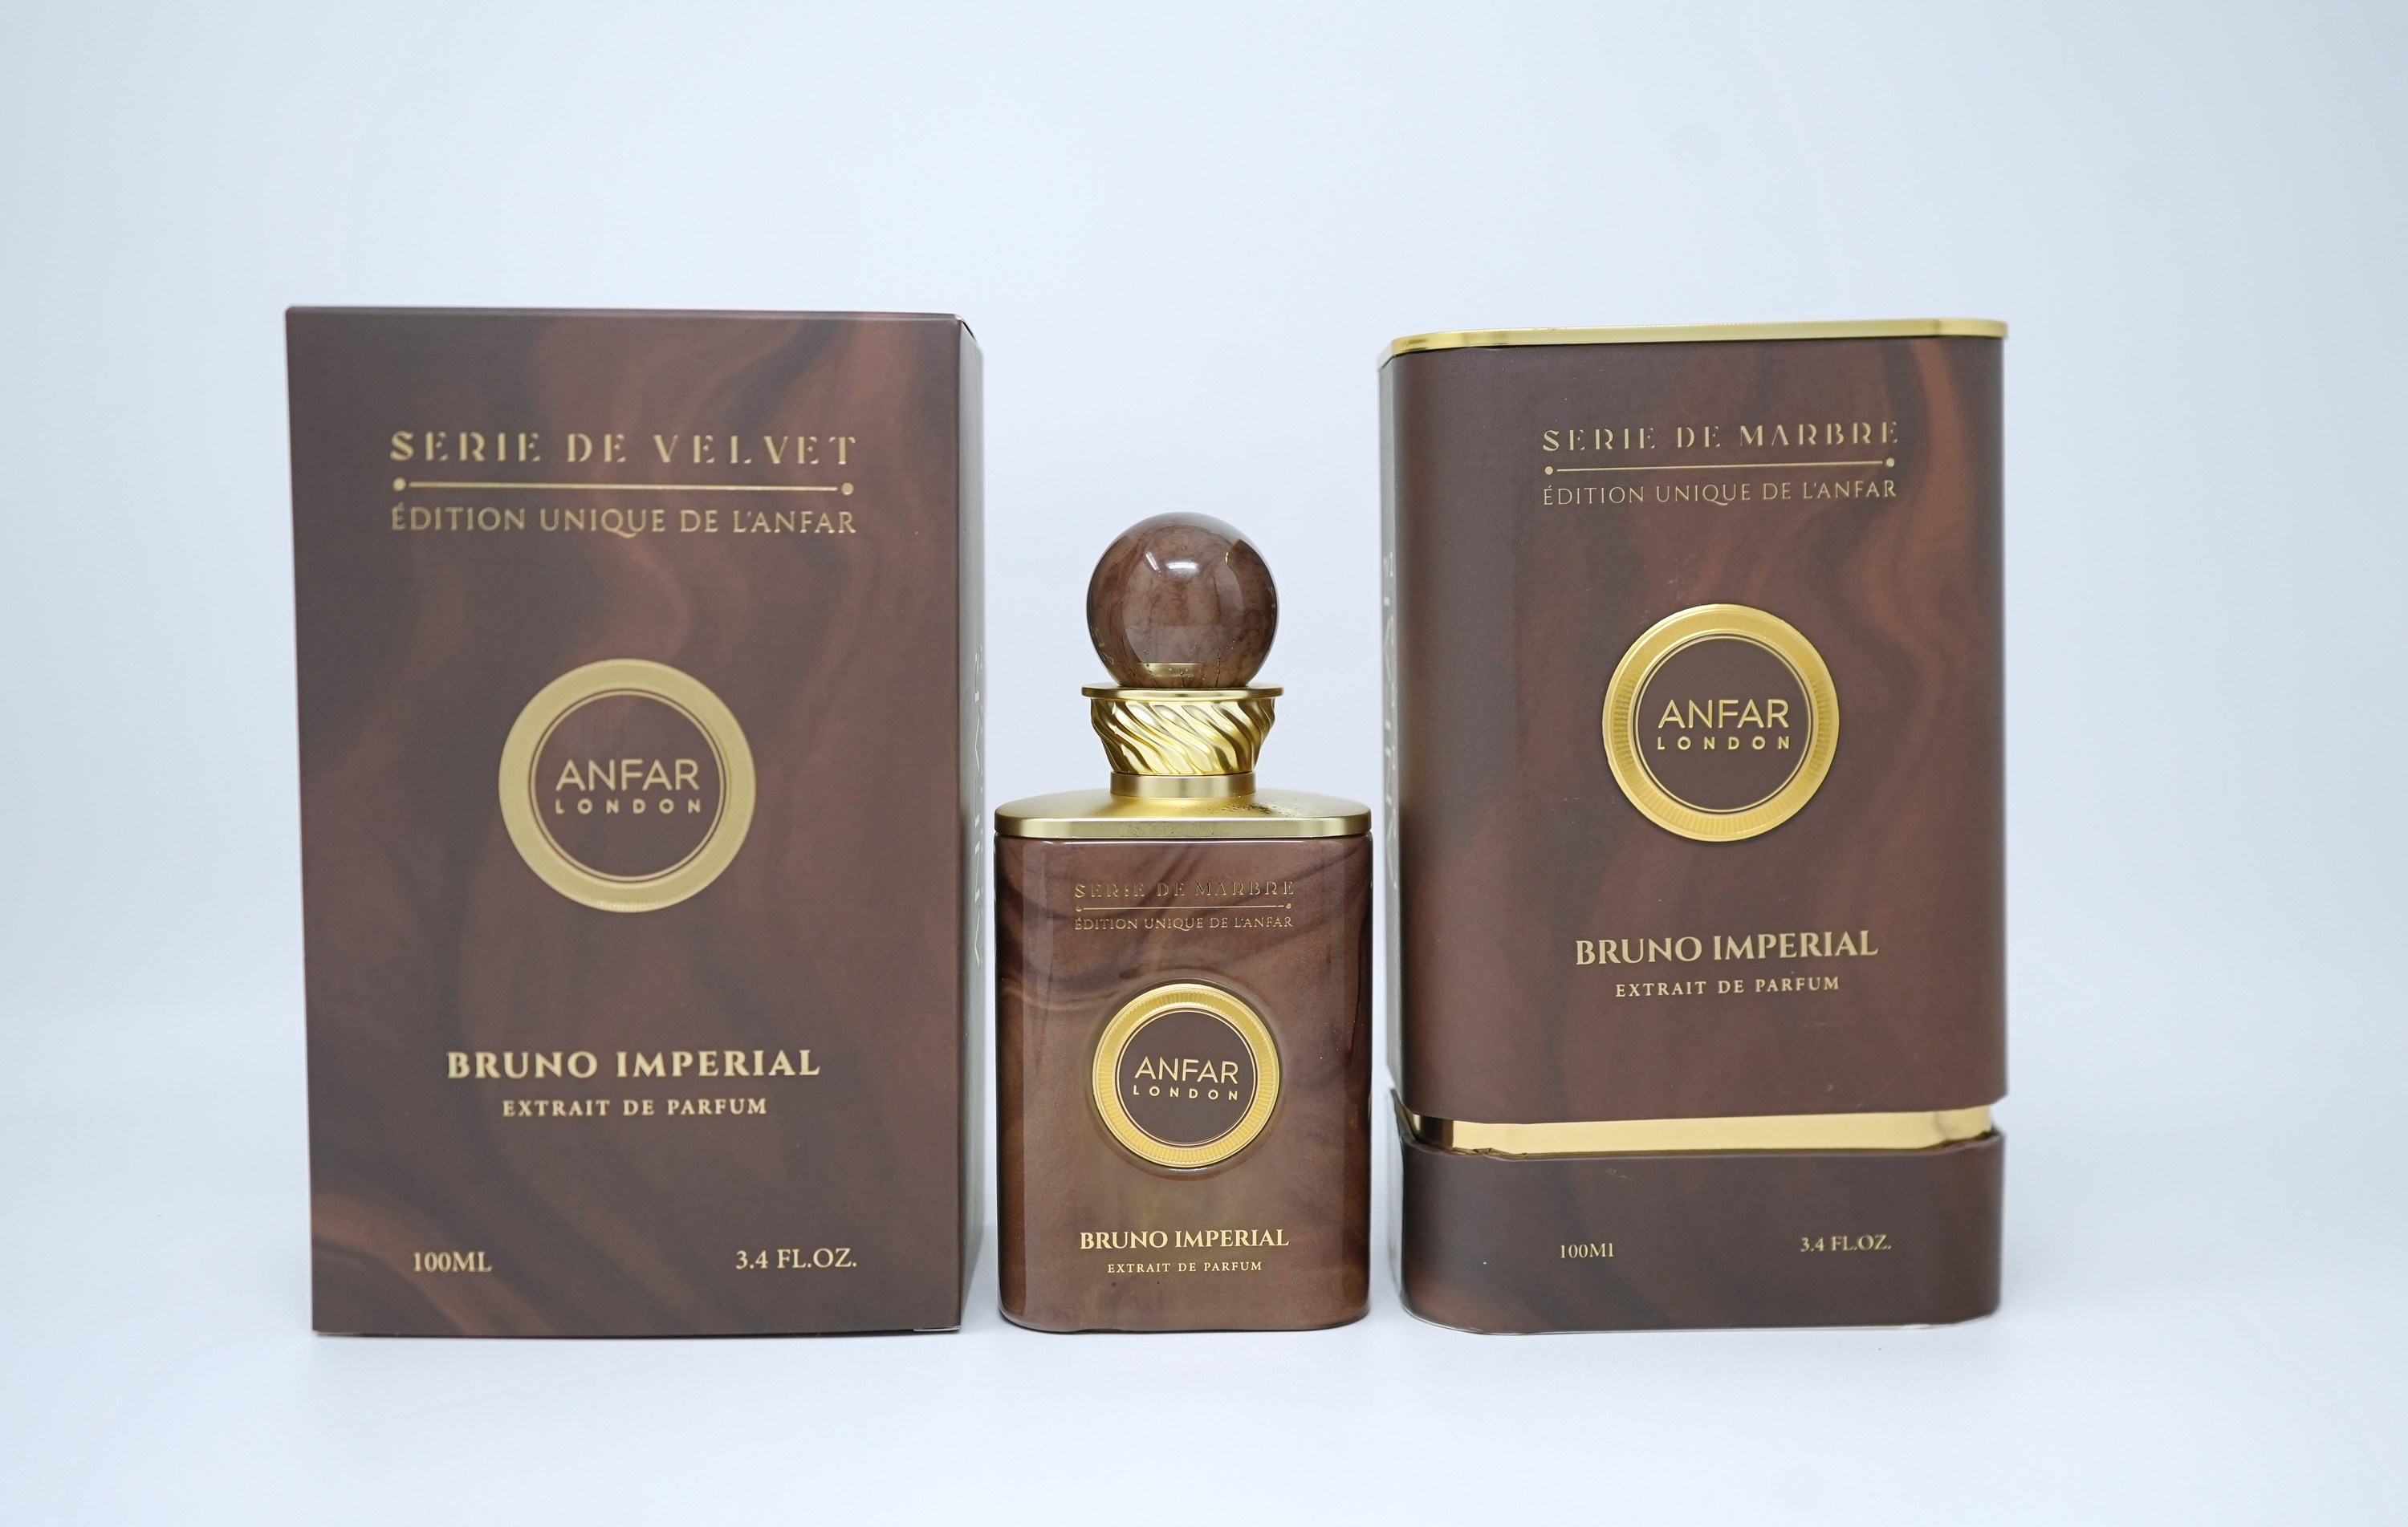 SERIE DE VELVET
ÉDITION UNIQUE DE L'ANFAR
ANFAR
LONDON
BRUNO IMPERIAL
EXTRAIT DE PARFUM
100ML
3.4 FL.OZ.
SERIE DE MARBRE
ÉDITION UNIQUE DE L'ANFAR
ANFAR
LONDON
BRUNO IMPERIAL
EXTRAIT DE PARFUM
SERIE DE MARBRE
ÉDITION UNIQUE DE L'ANFAR
ANFAR
LONDON
BRUNO IMPERIAL
EXTRAIT DE PARFUM
100Ml
3.4 FL.OZ.